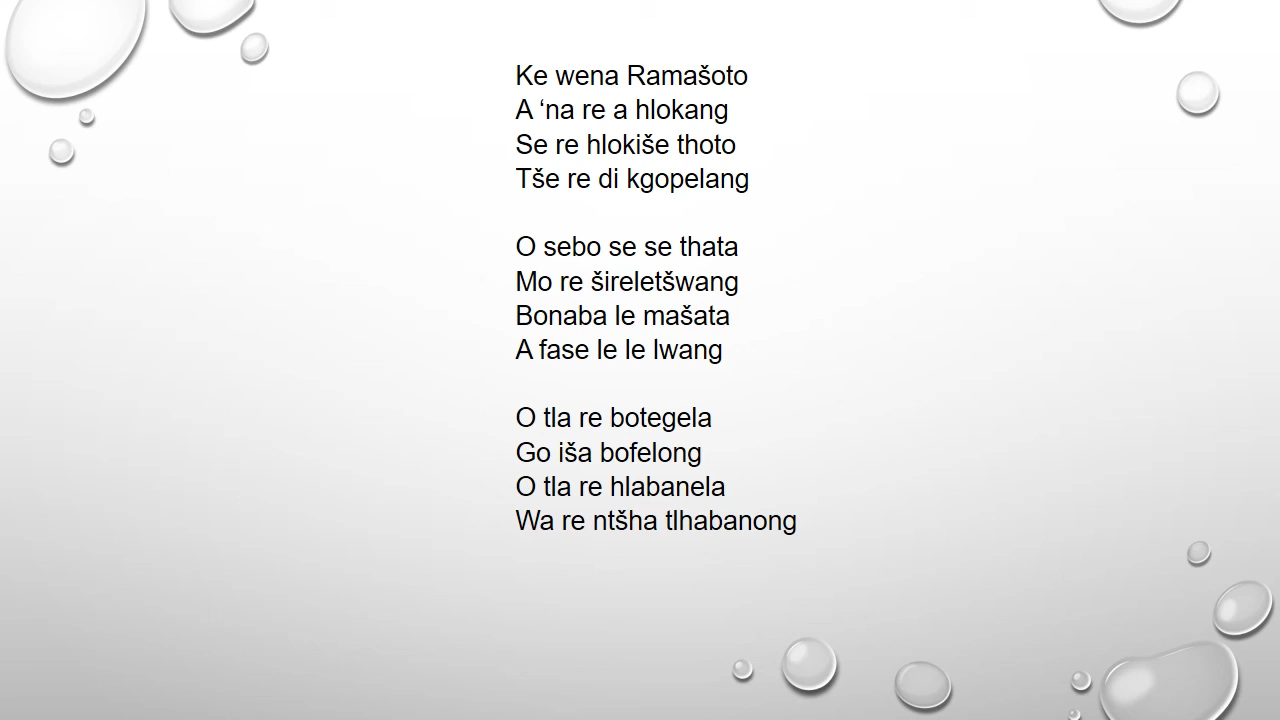 Ke wena Ramašoto
A ‘na re a hlokang
Se re hlokiše thoto
Tše re di kgopelang

O sebo se se thata
Mo re šireletšwang
Bonaba le mašata
A fase le le lwang

O tla re botegela
Go iša bofelong
O tla re hlabanela
Wa re ntšha tlhabanong